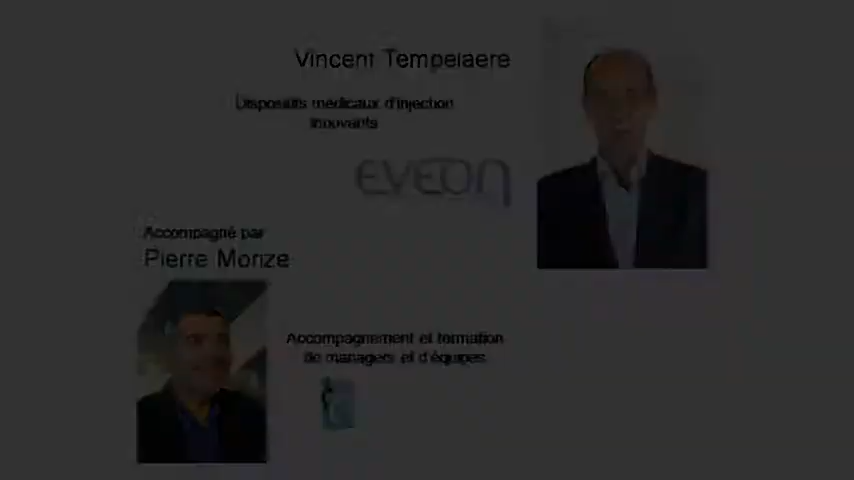 Vincent Tempelaere
Dispositifs médicaux d'injection
innovants
EVEON
Accompagné par
Pierre Morize
Accompagnement et formation
de managers et d'équipes